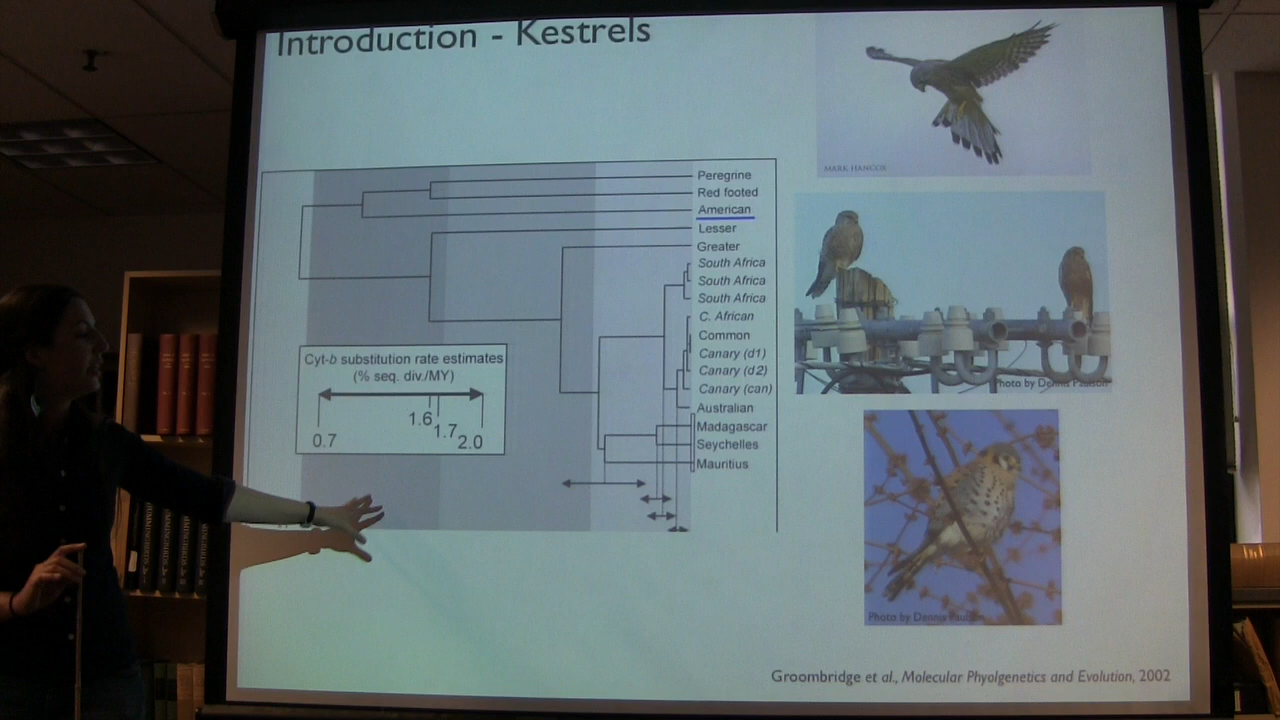 Introduction - Kestrels
MARK HANCOX
Peregrine
Red footed
American
Lesser
Greater
South Africa
South Africa
South Africa
C. African
Common
Canary (d1)
Canary (d2)
Canary (can)
Australian
Madagascar
Seychelles
Mauritius
Cyt-b substitution rate estimates
(% seq. div./MY)
0.7
1.6
1.7
2.0
Photo by Dennis Paulson
Photo by Dennis Paulson
Groombridge et al., Molecular Phyolgenetics and Evolution, 2002